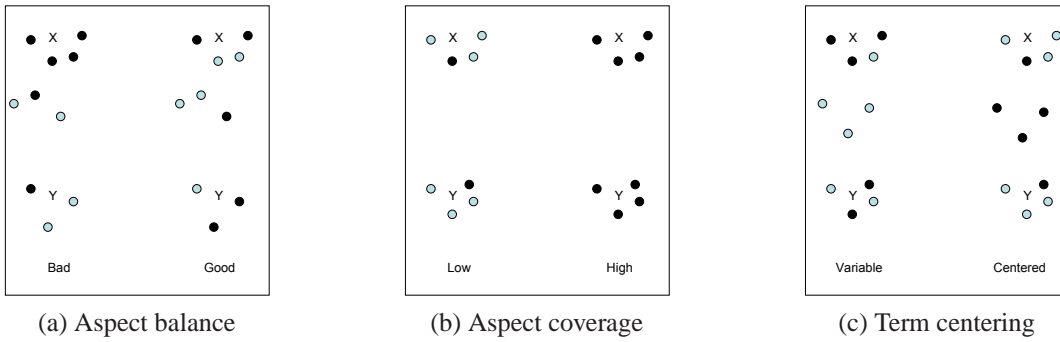 X X
Y Y
Bad Good
(a) Aspect balance
X X
Y Y
Low High
(b) Aspect coverage
X X
Y Y
Variable Centered
(c) Term centering